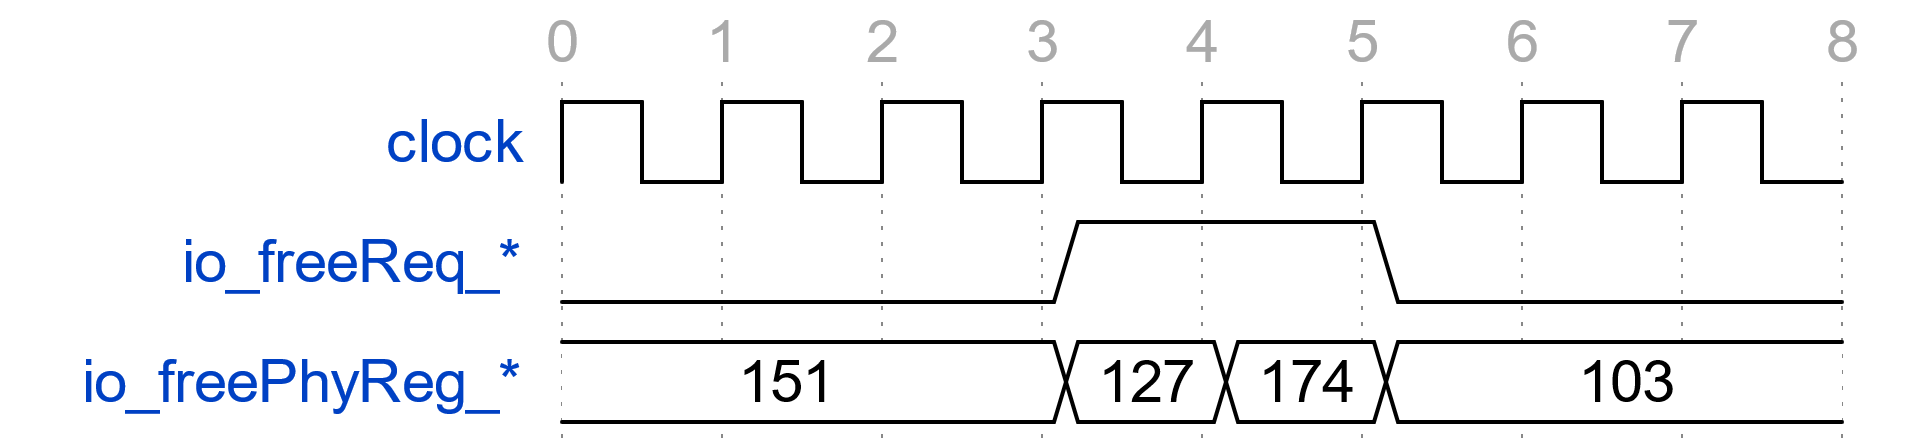 0 1 2 3 4 5 6 7 8
clock
io_freeReq_*
io_freePhyReg_* 151 127 174 103